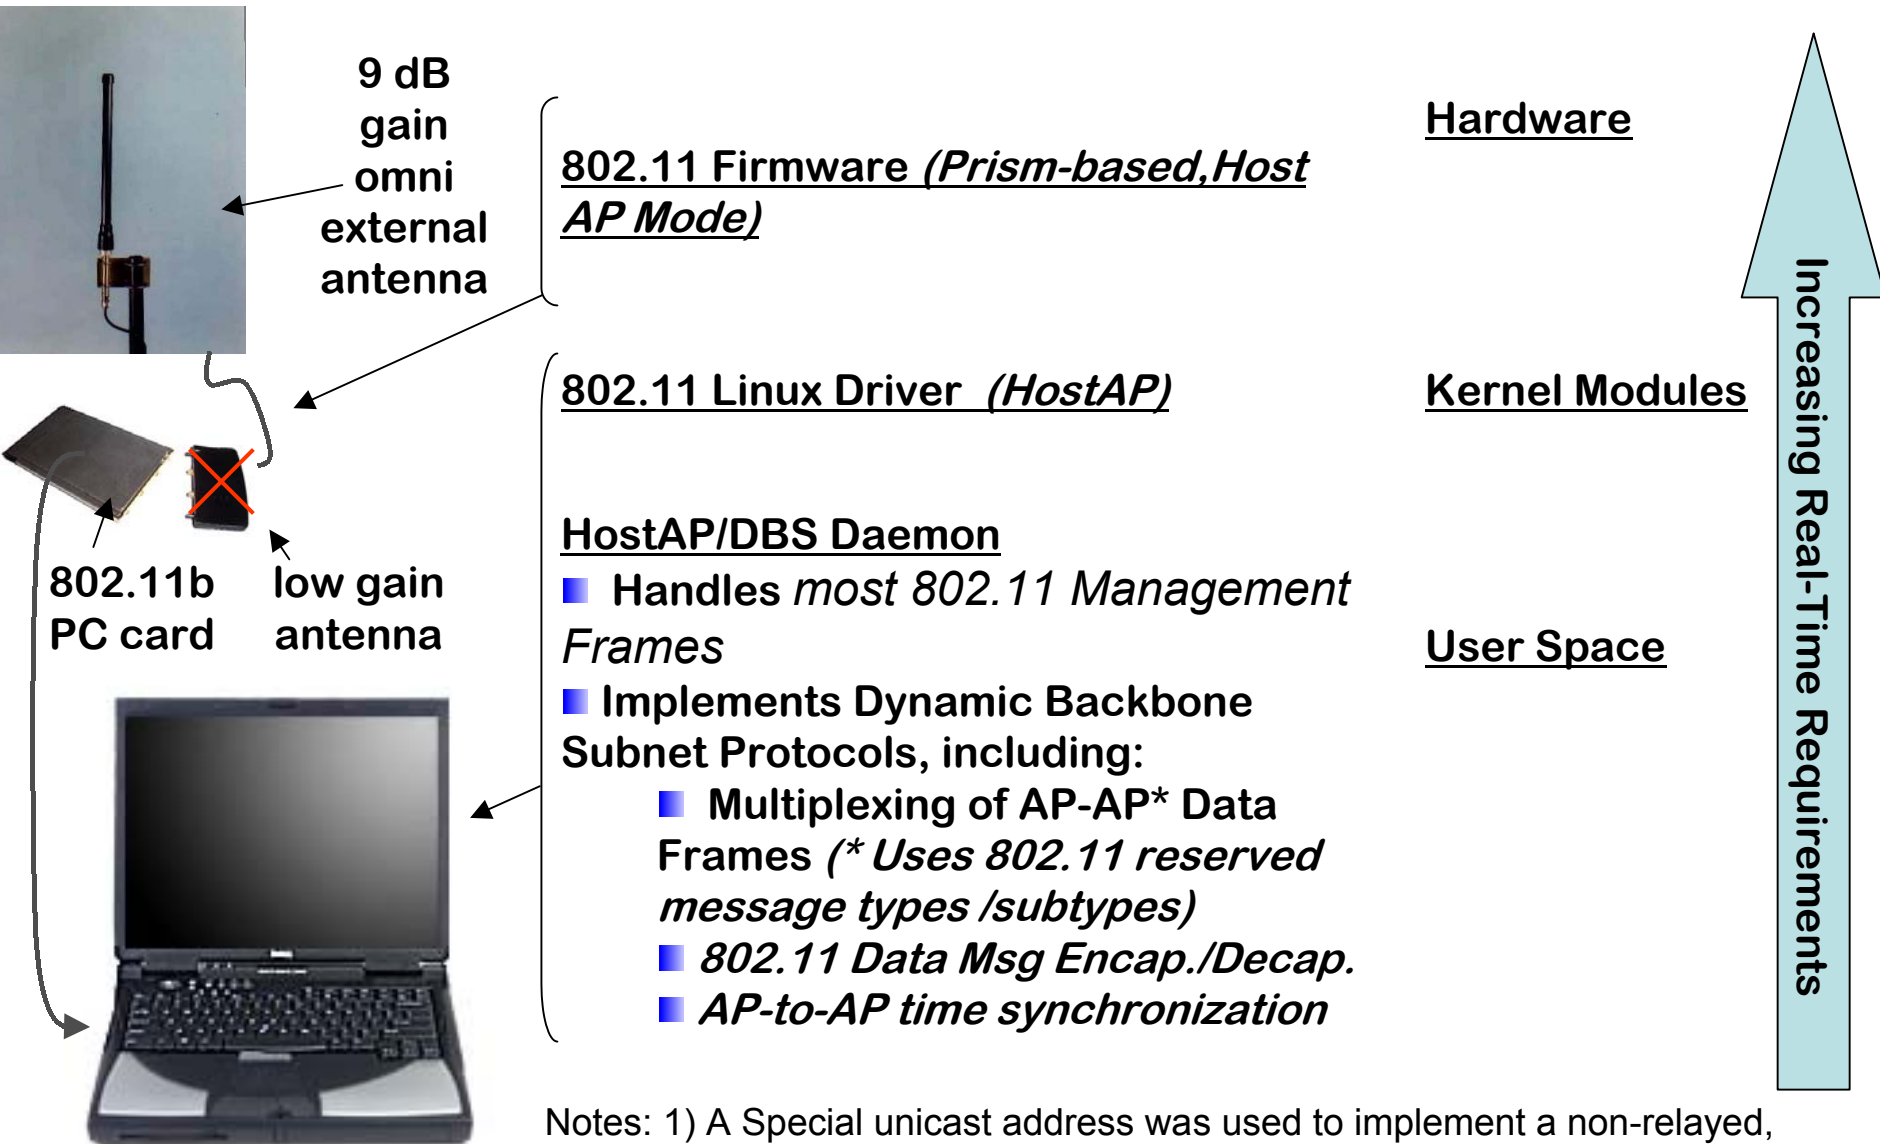 9 dB
gain
omni
external
antenna
802.11 Firmware (Prism-based,Host
AP Mode)
Hardware
802.11 Linux Driver (HostAP)
Kernel Modules
802.11b
PC card
low gain
antenna
HostAP/DBS Daemon
Handles most 802.11 Management
Frames
User Space
Implements Dynamic Backbone
Subnet Protocols, including:
Multiplexing of AP-AP* Data
Frames (* Uses 802.11 reserved
message types /subtypes)
802.11 Data Msg Encap./Decap.
AP-to-AP time synchronization
Increasing Real-Time Requirements
Notes: 1) A Special unicast address was used to implement a non-relayed,